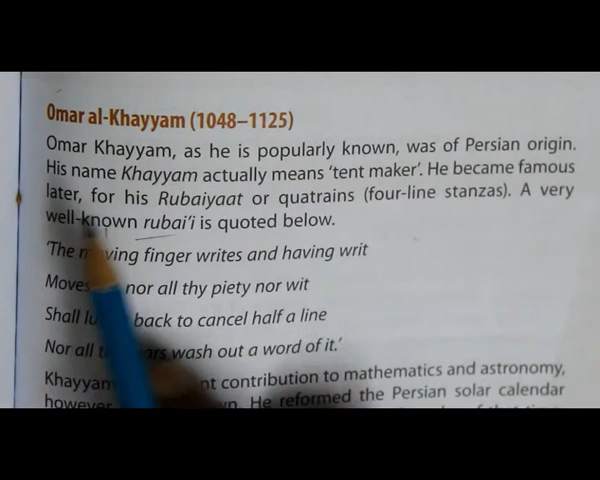 Omar al-Khayyam (1048–1125)
Omar Khayyam, as he is popularly known, was of Persian origin.
His name Khayyam actually means 'tent maker'. He became famous
later, for his Rubaiyaat or quatrains (four-line stanzas). A very
well-known rubai'i is quoted below.
'The moving finger writes and having writ
Moves nor all thy piety nor wit
Shall back to cancel half a line
Nor all wash out a word of it.'
Khayyam contribution to mathematics and astronomy,
however He reformed the Persian solar calendar